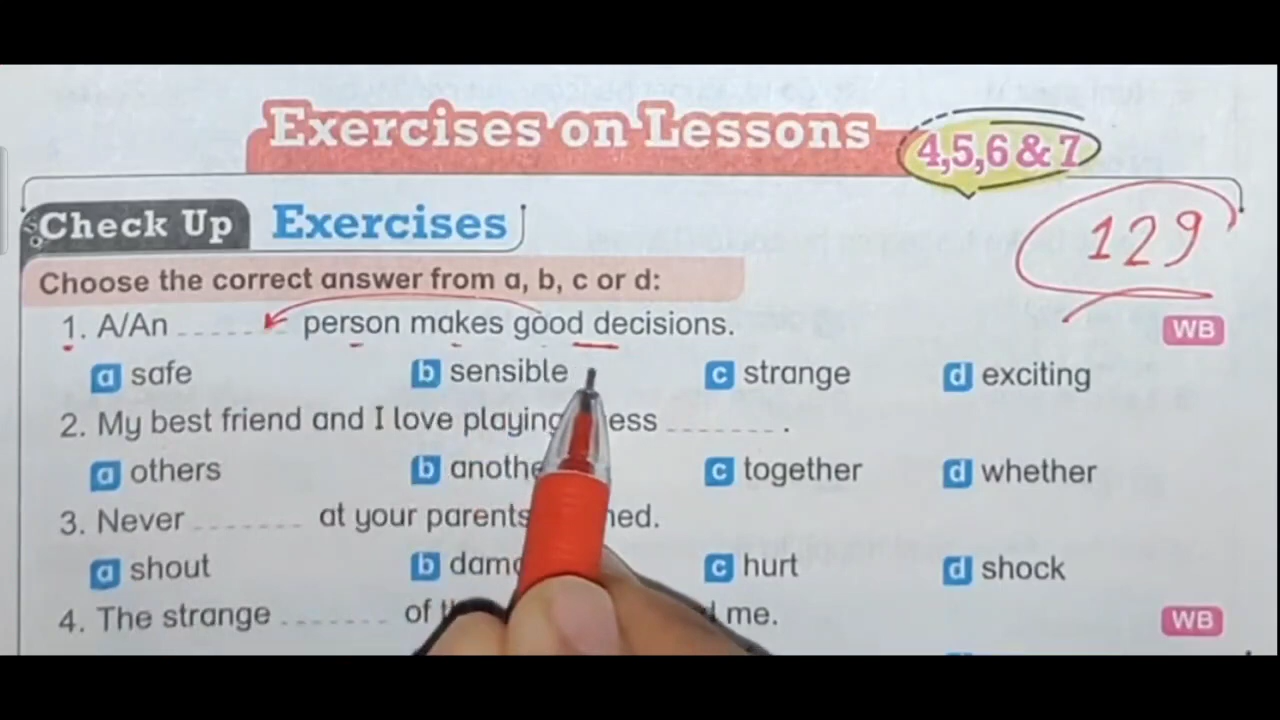 Exercises on Lessons 4,5,6 & 7
129
Check Up Exercises
Choose the correct answer from a, b, c or d:
1. A/An ------ person makes good decisions. WB
a safe b sensible c strange d exciting
2. My best friend and I love playing ------ .
a others b c together d whether
3. Never ------ at your parents
a shout b c hurt d shock
4. The strange ------ of me. WB